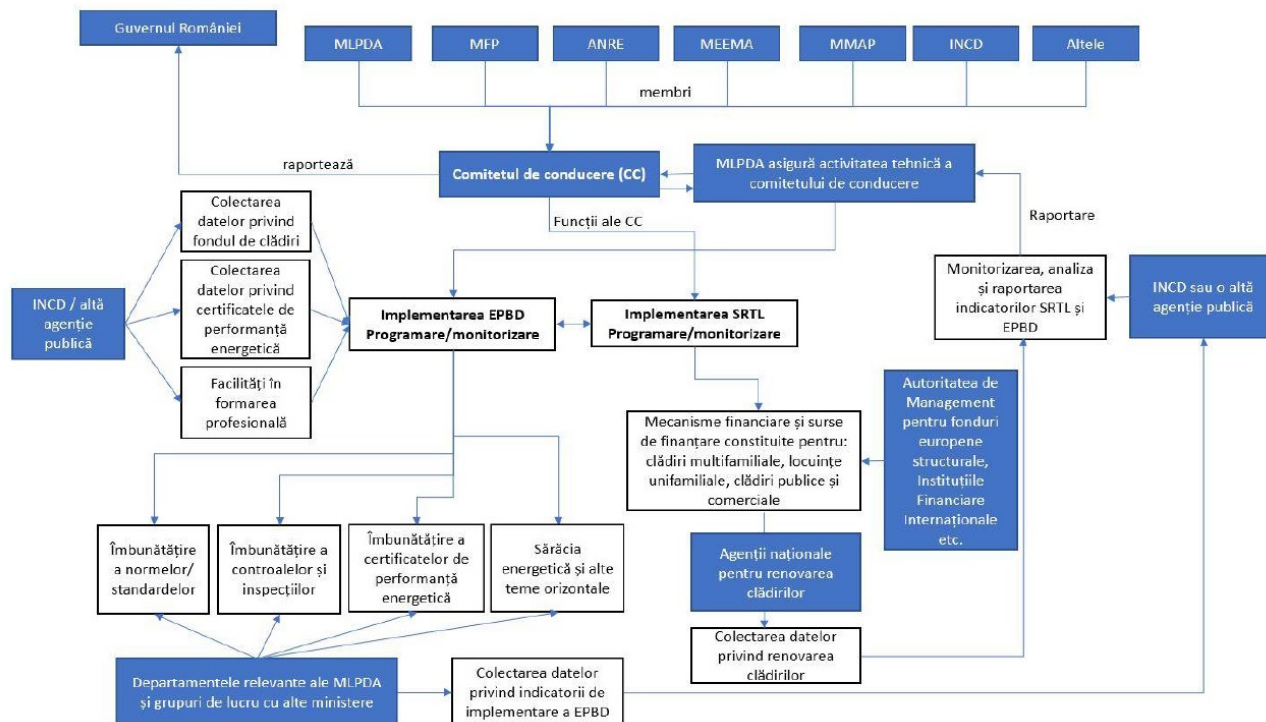 Guvernul României
MLPDA
MFP
ANRE
MEEMA
MMAP
INCD
Altele
membri
raportează
Comitetul de conducere (CC)
MLPDA asigură activitatea tehnică a
comitetului de conducere
Colectarea
datelor privind
fondul de clădiri
Funcții ale CC
Raportare
INCD / altă
agenție
publică
Colectarea
datelor privind
certificatele de
performanță
energetică
Implementarea EPBD
Programare/monitorizare
Implementarea SRTL
Programare/monitorizare
Monitorizarea, analiza
și raportarea
indicatorilor SRTL și
EPBD
INCD sau o altă
agenție publică
Facilități în
formarea
profesională
Mecanisme financiare și surse
de finanțare constituite pentru:
clădiri multifamiliale, locuințe
unifamiliale, clădiri publice și
comerciale
Autoritatea de
Management
pentru fonduri
europene
structurale,
Instituțiile
Financiare
Internaționale
etc.
Îmbunătățire
a normelor/
standardelor
Îmbunătățire a
controalelor și
inspecțiilor
Îmbunătățire a
certificatelor de
performanță
energetică
Sărăcia
energetică și alte
teme orizontale
Agenții naționale
pentru renovarea
clădirilor
Colectarea datelor
privind renovarea
clădirilor
Departamentele relevante ale MLPDA
și grupuri de lucru cu alte ministere
Colectarea datelor
privind indicatorii de
implementare a EPBD